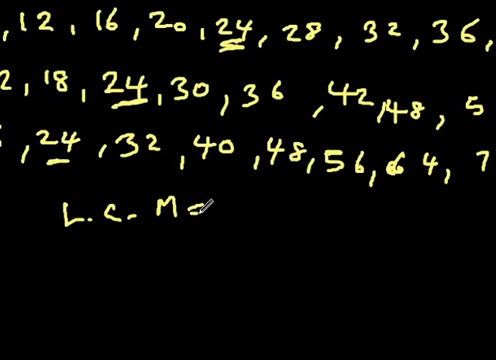 , 12 , 16 , 20 , 24 , 28 , 32 , 36 ,
2 , 18 , 24 , 30 , 36 , 42 , 48 , 5
, 24 , 32 , 40 , 48 , 56 , 64 , 7
L.C.M =